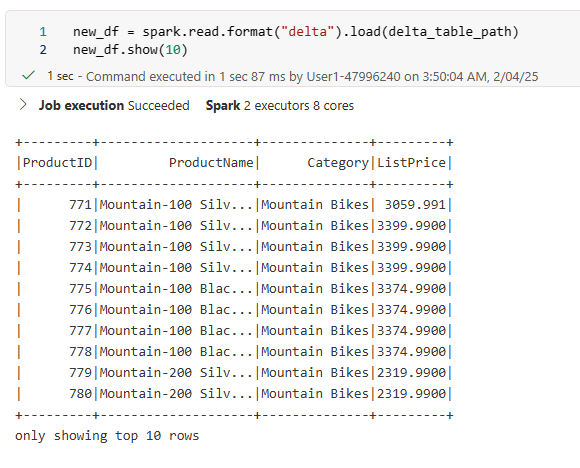 1 new_df = spark.read.format("delta").load(delta_table_path)
2 new_df.show(10)
✓ 1 sec - Command executed in 1 sec 87 ms by User1-47996240 on 3:50:04 AM, 2/04/25
> Job execution Succeeded Spark 2 executors 8 cores
+---------+--------------------+--------------+---------+
|ProductID|         ProductName|      Category|ListPrice|
+---------+--------------------+--------------+---------+
|      771|Mountain-100 Silv...|Mountain Bikes| 3059.991|
|      772|Mountain-100 Silv...|Mountain Bikes|3399.9900|
|      773|Mountain-100 Silv...|Mountain Bikes|3399.9900|
|      774|Mountain-100 Silv...|Mountain Bikes|3399.9900|
|      775|Mountain-100 Blac...|Mountain Bikes|3374.9900|
|      776|Mountain-100 Blac...|Mountain Bikes|3374.9900|
|      777|Mountain-100 Blac...|Mountain Bikes|3374.9900|
|      778|Mountain-100 Blac...|Mountain Bikes|3374.9900|
|      779|Mountain-200 Silv...|Mountain Bikes|2319.9900|
|      780|Mountain-200 Silv...|Mountain Bikes|2319.9900|
+---------+--------------------+--------------+---------+
only showing top 10 rows